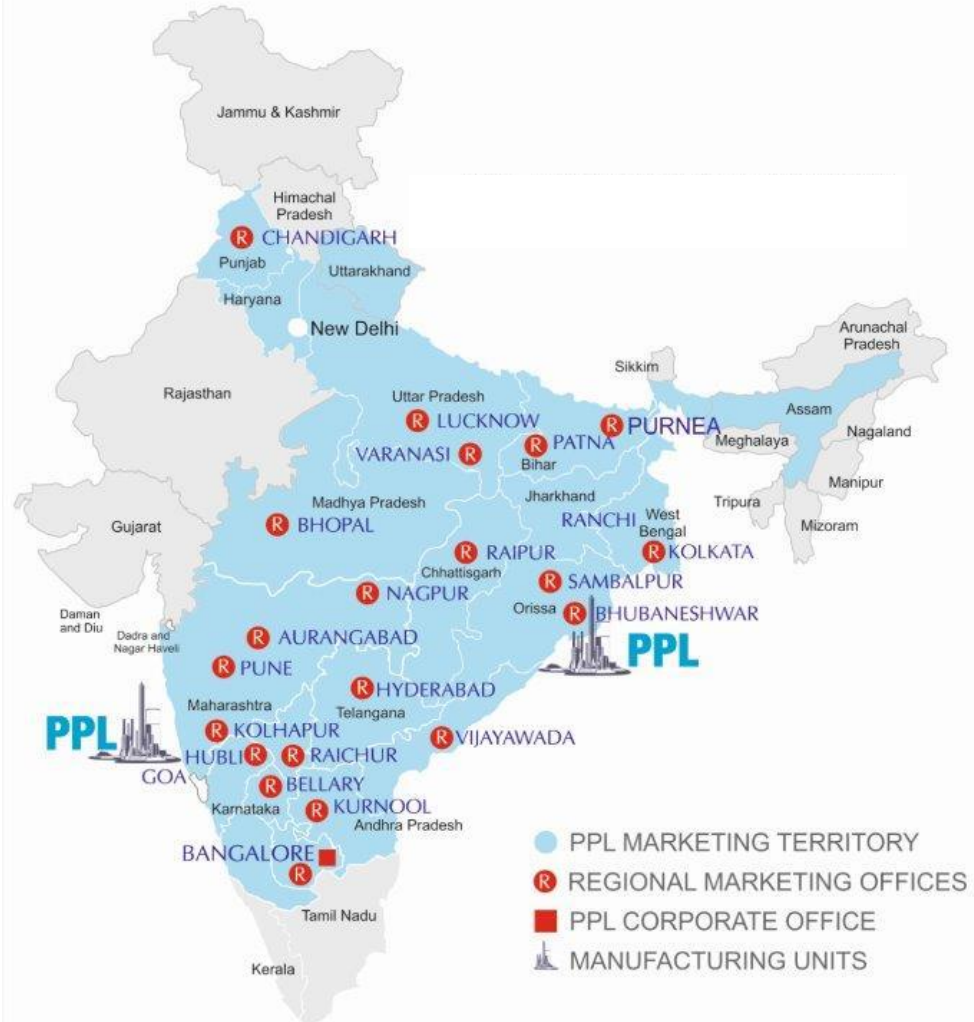 Jammu & Kashmir
Himachal
Pradesh
R CHANDIGARH
Punjab
Uttarakhand
Haryana
New Delhi
Arunachal
Pradesh
Sikkim
Rajasthan
Uttar Pradesh
Assam
R LUCKNOW
R PURNEA
Nagaland
VARANASI R
R PATNA
Meghalaya
Bihar
Manipur
Madhya Pradesh
Jharkhand
Tripura
Gujarat
R BHOPAL
RANCHI
West
Bengal
Mizoram
R RAIPUR
R KOLKATA
Chhattisgarh
R NAGPUR
R SAMBALPUR
Orissa
R BHUBANESHWAR
Daman
and Diu
Dadra and
Nagar Haveli
R AURANGABAD
PPL
R PUNE
R HYDERABAD
Maharashtra
Telangana
PPL
R KOLHAPUR
R VIJAYAWADA
HUBLI R
R RAICHUR
GOA
R BELLARY
Karnataka
R KURNOOL
Andhra Pradesh
BANGALORE
R
Tamil Nadu
Kerala
PPL MARKETING TERRITORY
R REGIONAL MARKETING OFFICES
PPL CORPORATE OFFICE
MANUFACTURING UNITS